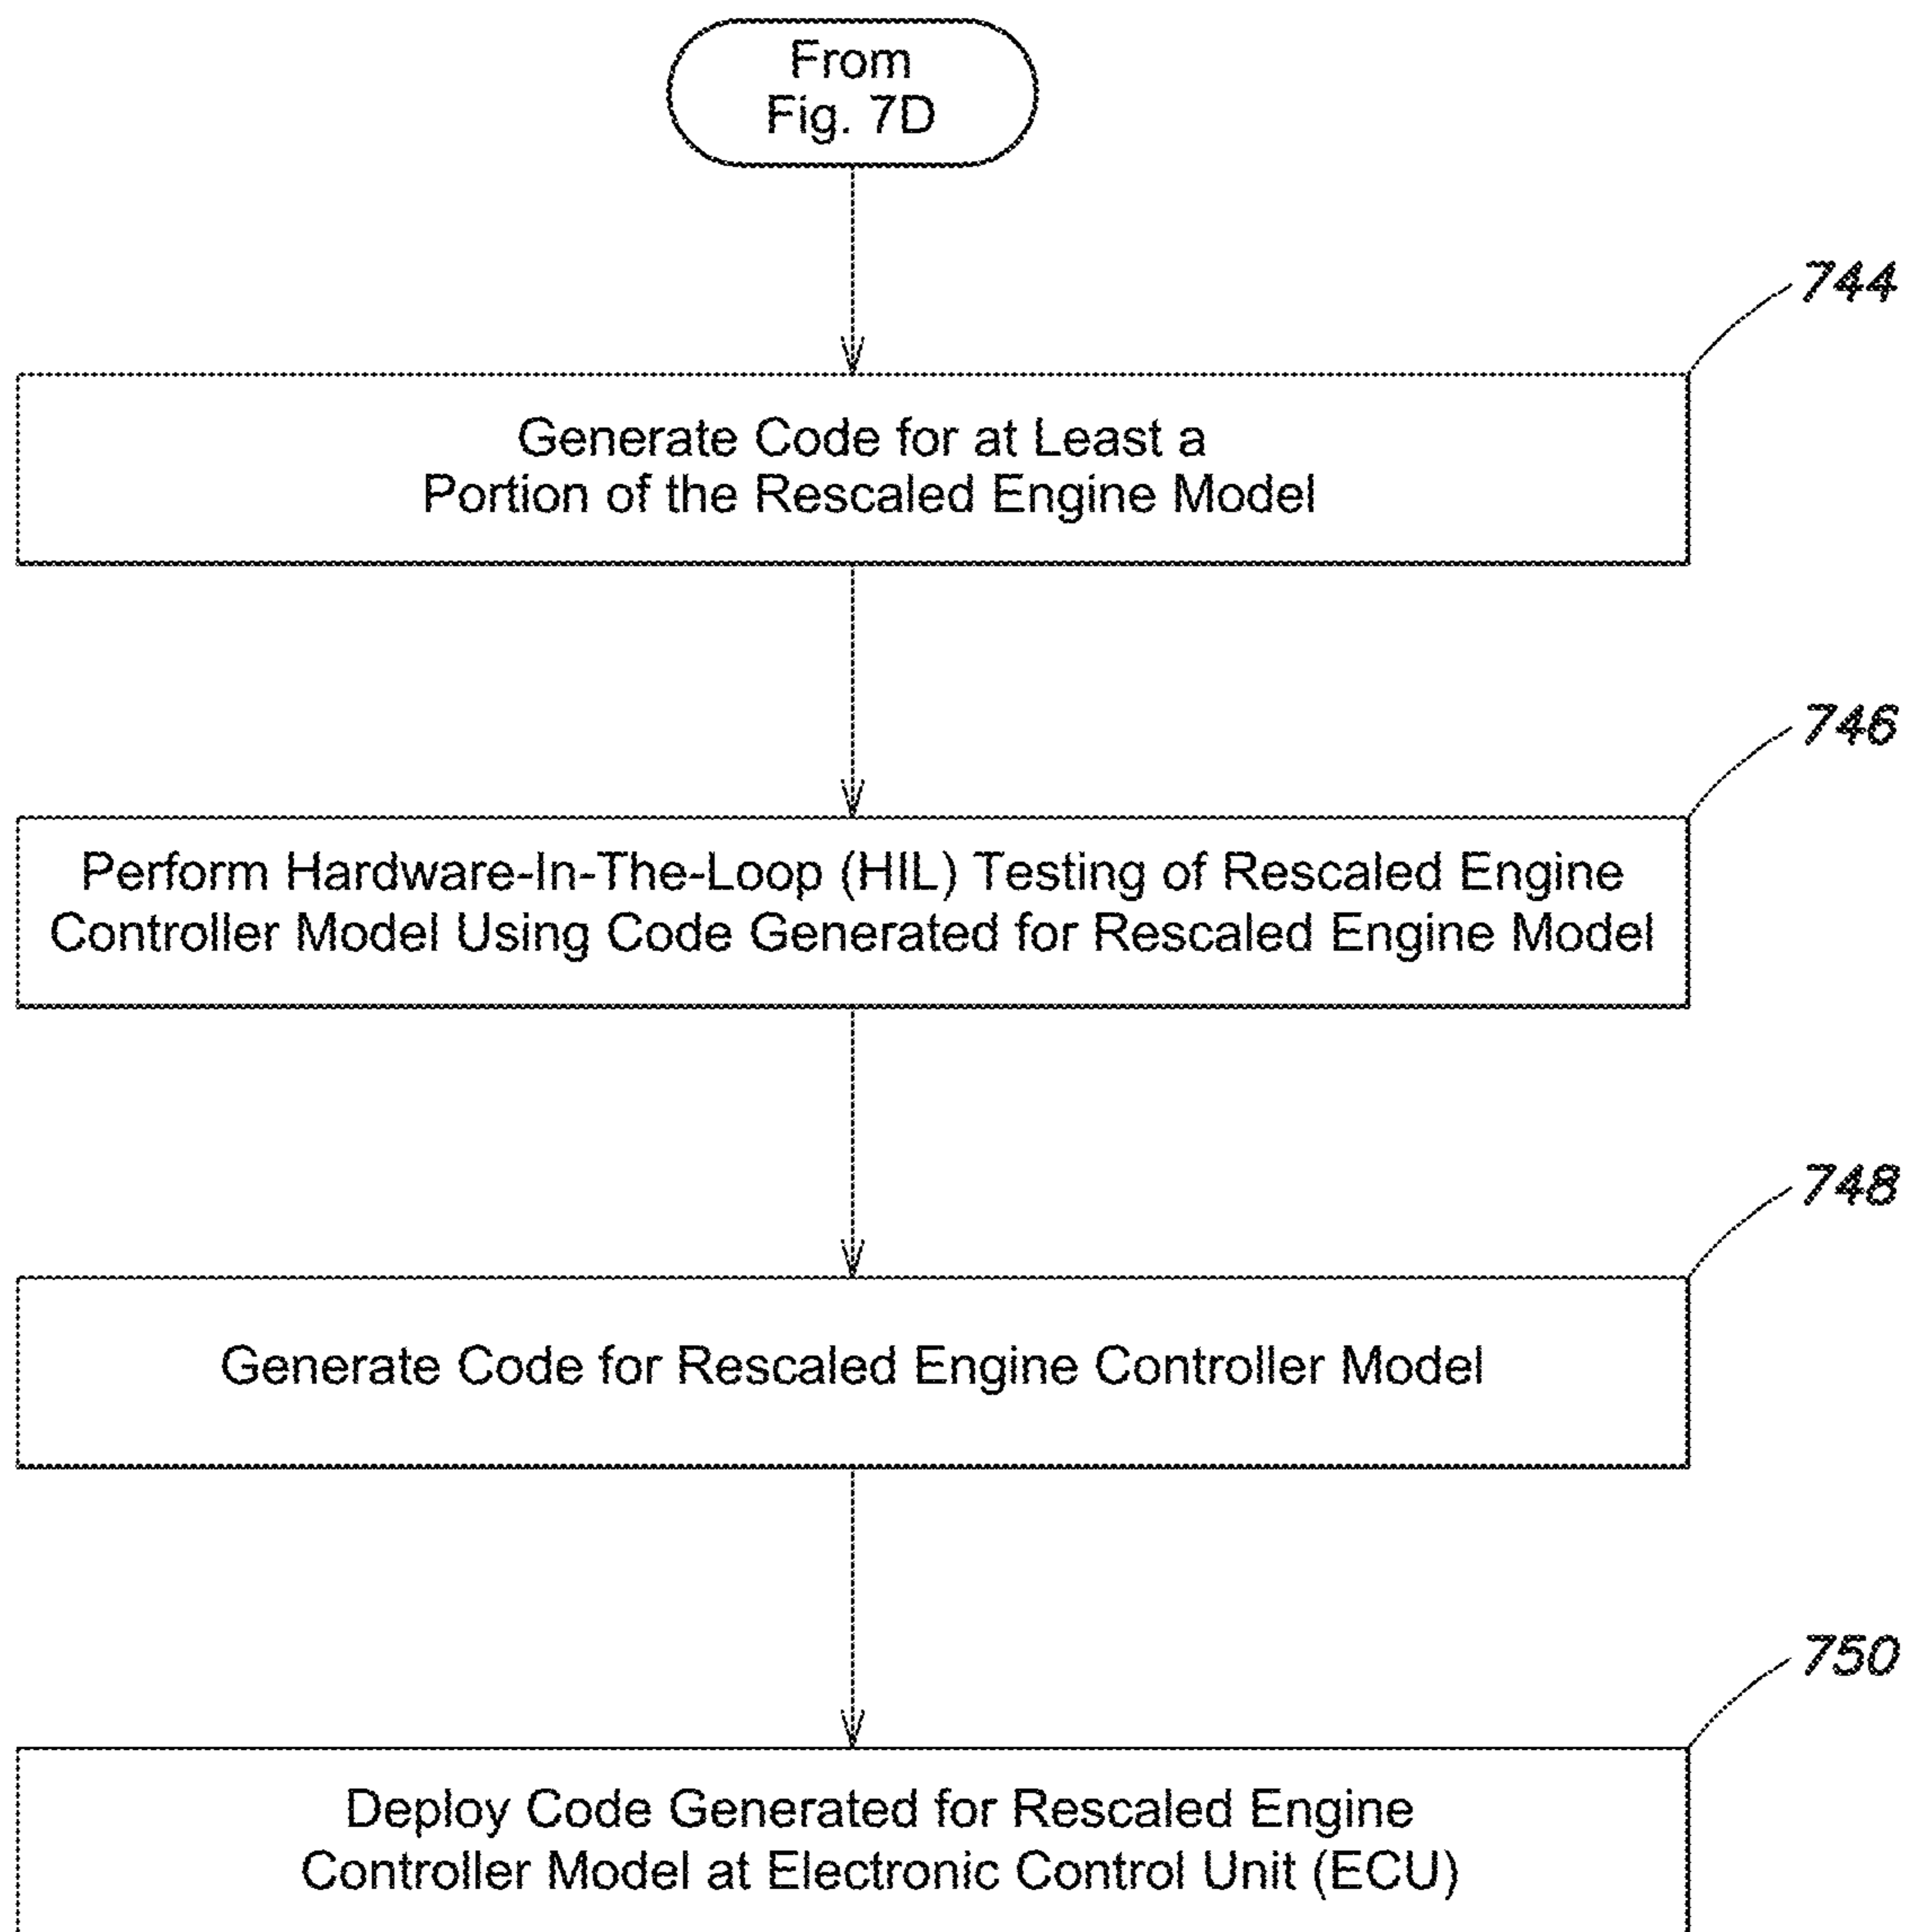 From
Fig. 7D
744
Generate Code for at Least a
Portion of the Rescaled Engine Model
746
Perform Hardware-In-The-Loop (HIL) Testing of Rescaled Engine
Controller Model Using Code Generated for Rescaled Engine Model
748
Generate Code for Rescaled Engine Controller Model
750
Deploy Code Generated for Rescaled Engine
Controller Model at Electronic Control Unit (ECU)